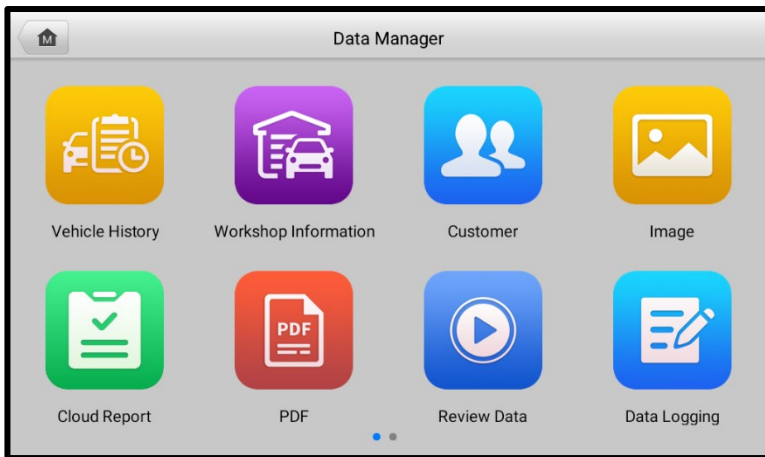 M
Data Manager
Vehicle History
Workshop Information
Customer
Image
Cloud Report
PDF
PDF
Review Data
Data Logging